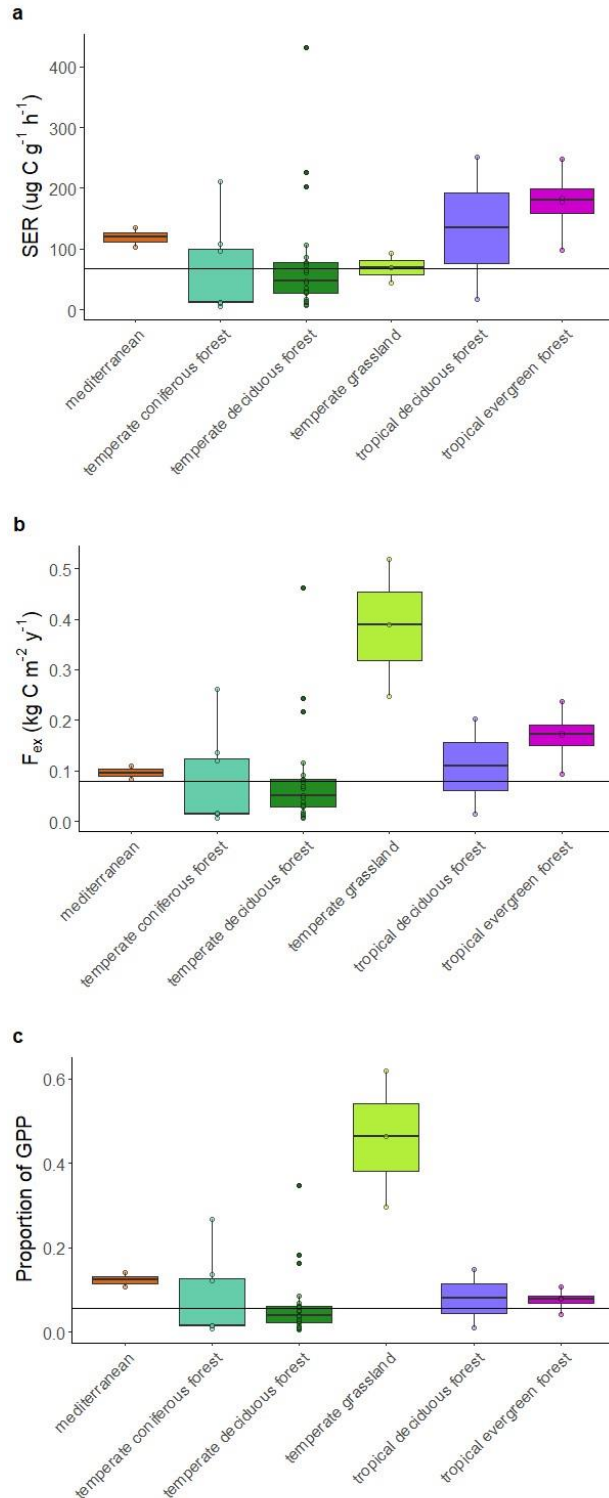 a
SER (ug C g⁻¹ h⁻¹)
400
300
200
100
0
mediterranean
temperate coniferous forest
temperate deciduous forest
temperate grassland
tropical deciduous forest
tropical evergreen forest
b
F_ex (kg C m⁻² y⁻¹)
0.5
0.4
0.3
0.2
0.1
0.0
mediterranean
temperate coniferous forest
temperate deciduous forest
temperate grassland
tropical deciduous forest
tropical evergreen forest
c
Proportion of GPP
0.6
0.4
0.2
0.0
mediterranean
temperate coniferous forest
temperate deciduous forest
temperate grassland
tropical deciduous forest
tropical evergreen forest